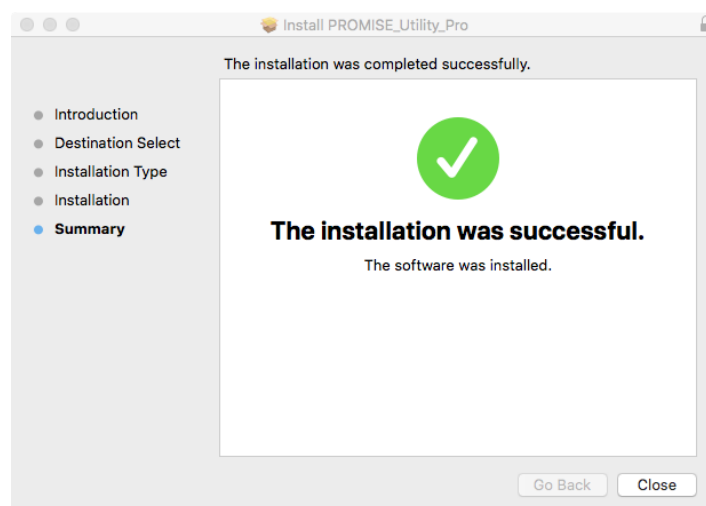 Install PROMISE_Utility_Pro
The installation was completed successfully.
Introduction
Destination Select
Installation Type
Installation
Summary
The installation was successful.
The software was installed.
Go Back
Close